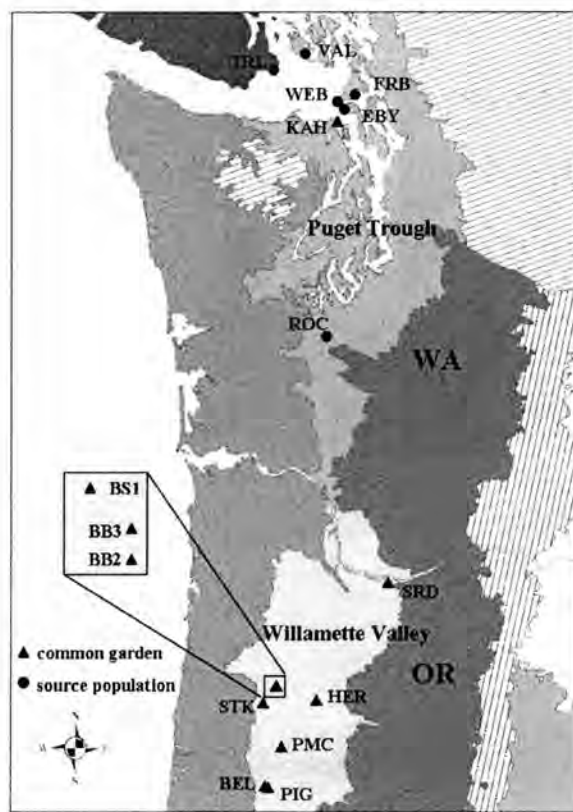 VAL
TRL
FRB
WEB
EBY
KAH
Puget Trough
ROC
WA
BS1
BB3
BB2
SRD
Willamette Valley
common garden
OR
source population
HER
STK
N
W E
S
PMC
BEL
PIG